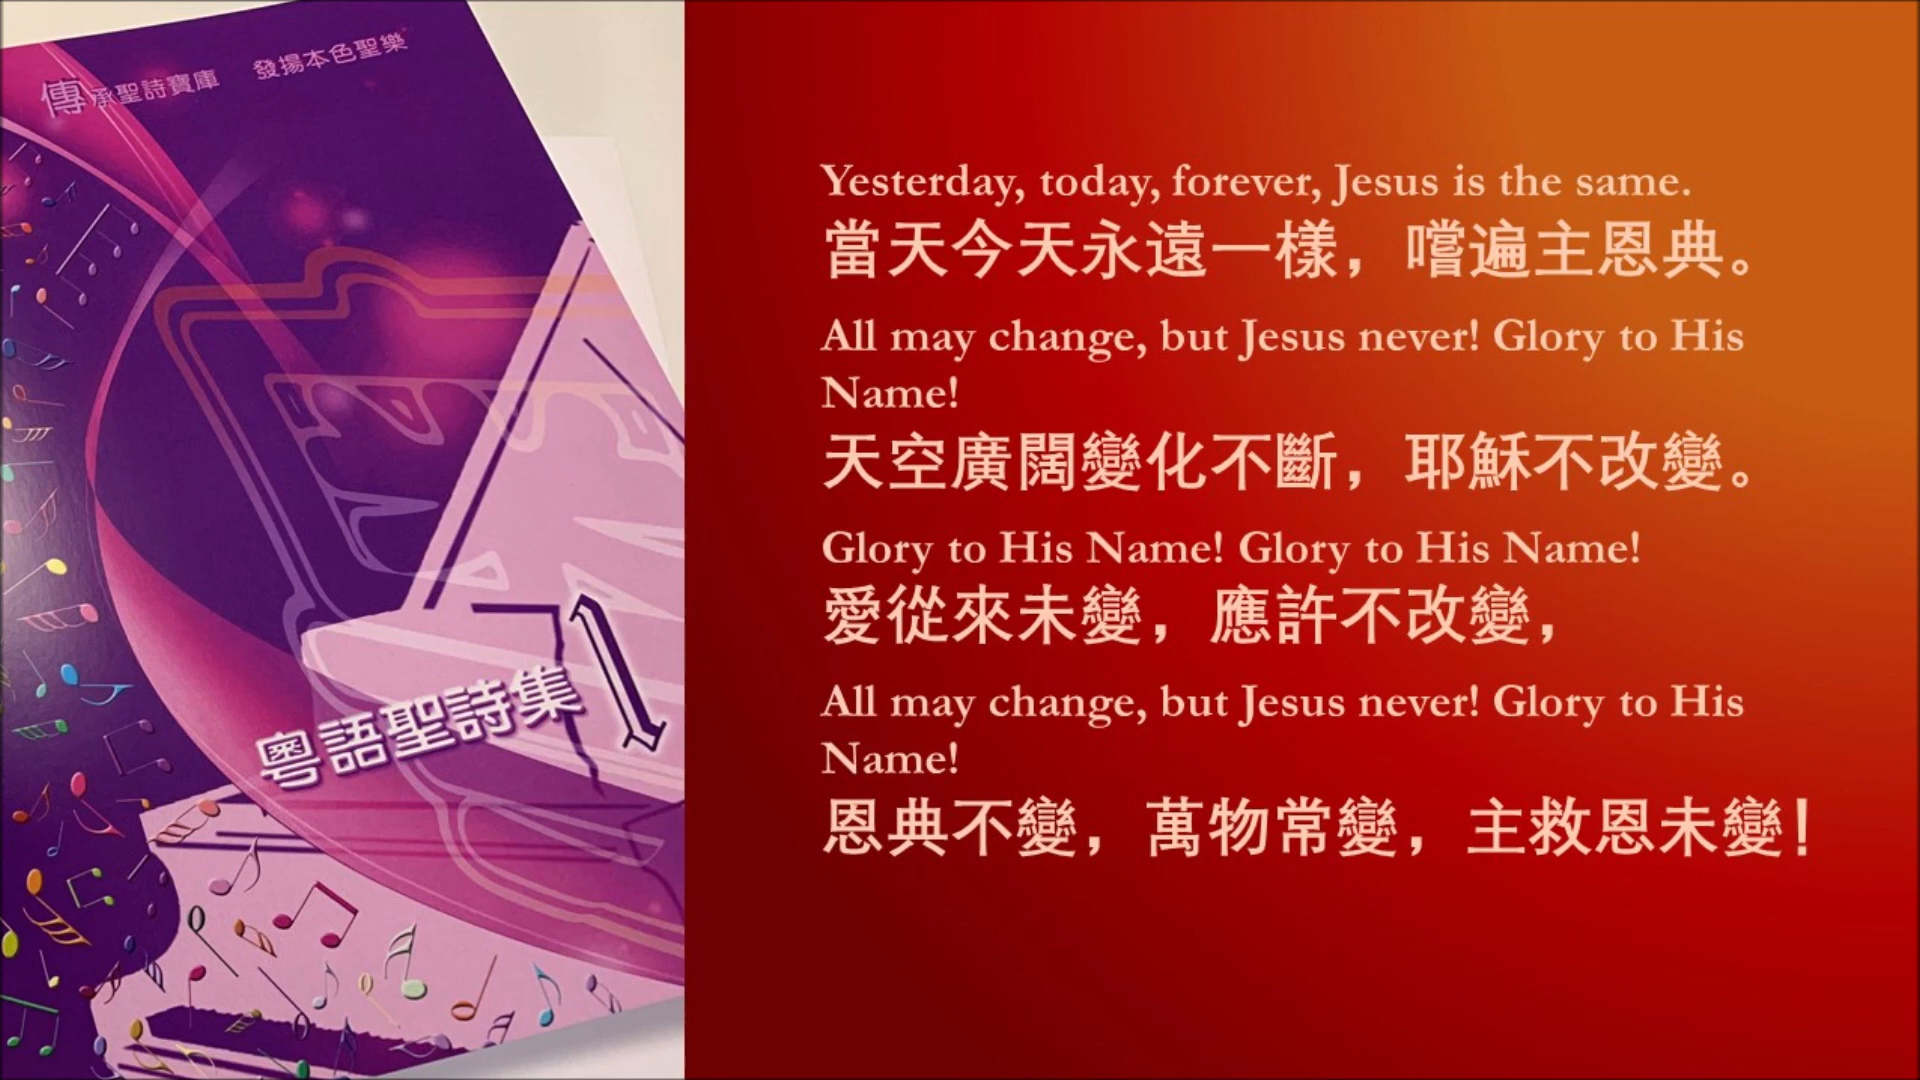 傳承聖詩寶庫 發揚本色聖樂
粵語聖詩集 1
Yesterday, today, forever, Jesus is the same.
當天今天永遠一樣，嚐遍主恩典。
All may change, but Jesus never! Glory to His
Name!
天空廣闊變化不斷，耶穌不改變。
Glory to His Name! Glory to His Name!
愛從來未變，應許不改變，
All may change, but Jesus never! Glory to His
Name!
恩典不變，萬物常變，主救恩未變！